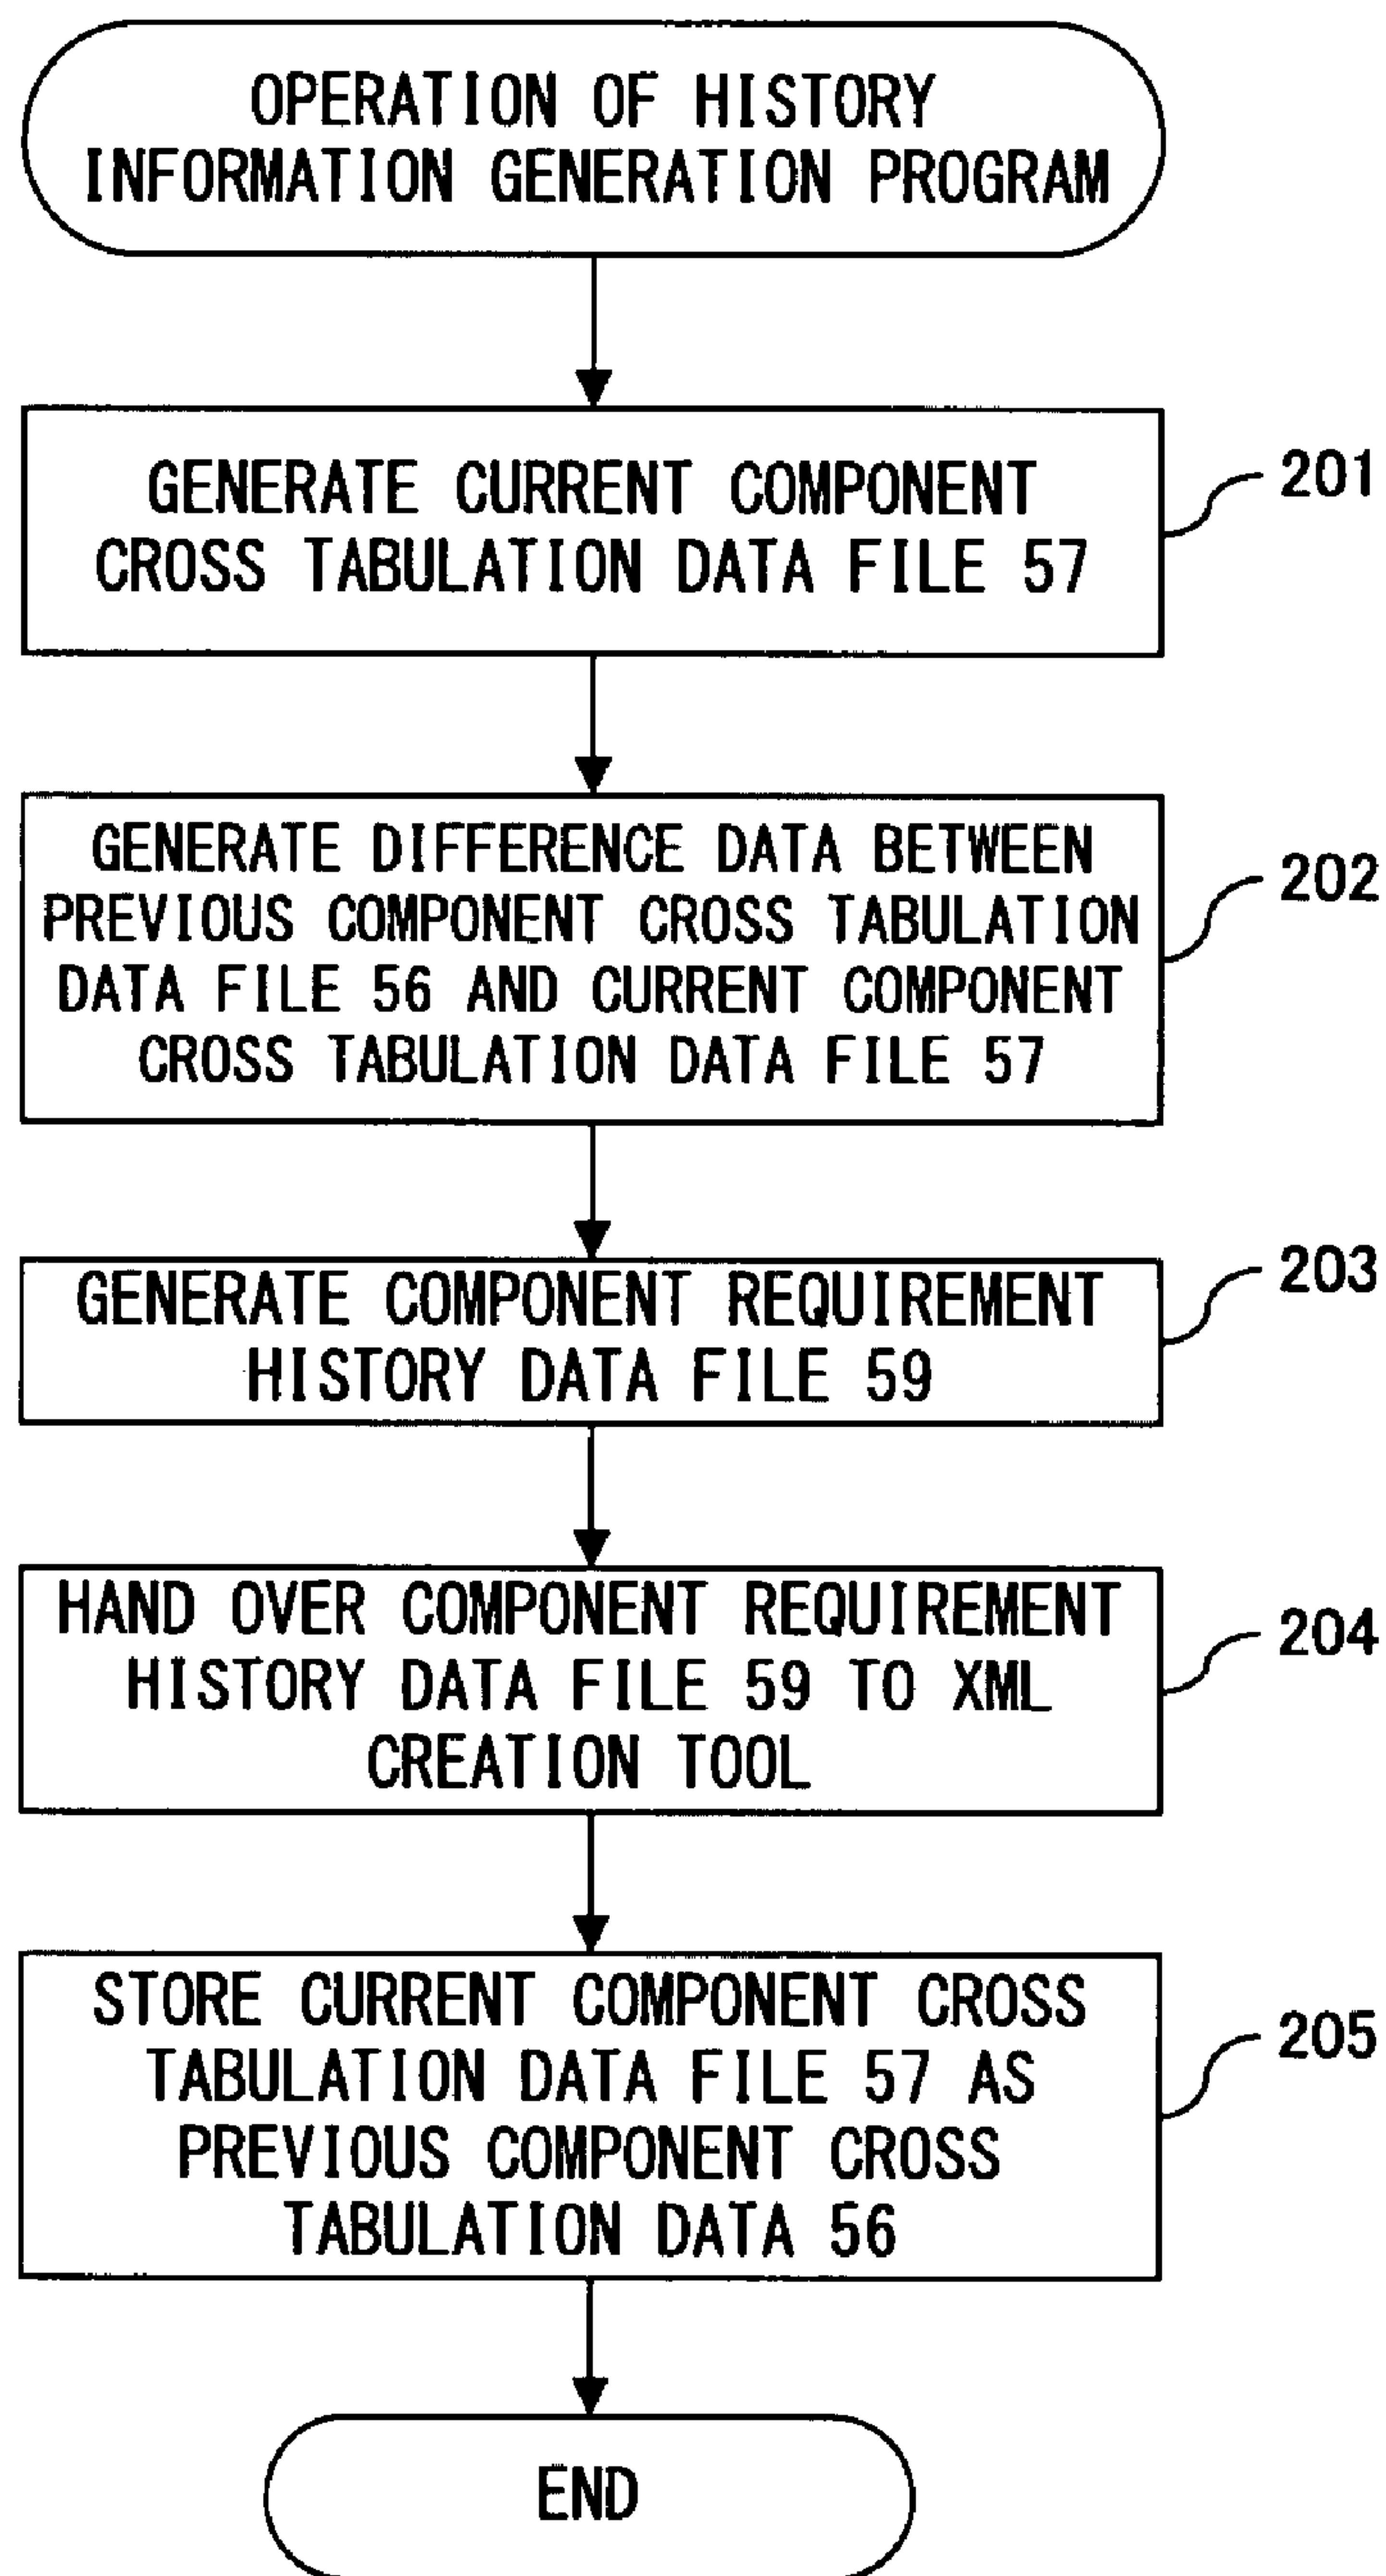 OPERATION OF HISTORY
INFORMATION GENERATION PROGRAM
GENERATE CURRENT COMPONENT
CROSS TABULATION DATA FILE 57
201
GENERATE DIFFERENCE DATA BETWEEN
PREVIOUS COMPONENT CROSS TABULATION
DATA FILE 56 AND CURRENT COMPONENT
CROSS TABULATION DATA FILE 57
202
GENERATE COMPONENT REQUIREMENT
HISTORY DATA FILE 59
203
HAND OVER COMPONENT REQUIREMENT
HISTORY DATA FILE 59 TO XML
CREATION TOOL
204
STORE CURRENT COMPONENT CROSS
TABULATION DATA FILE 57 AS
PREVIOUS COMPONENT CROSS
TABULATION DATA 56
205
END